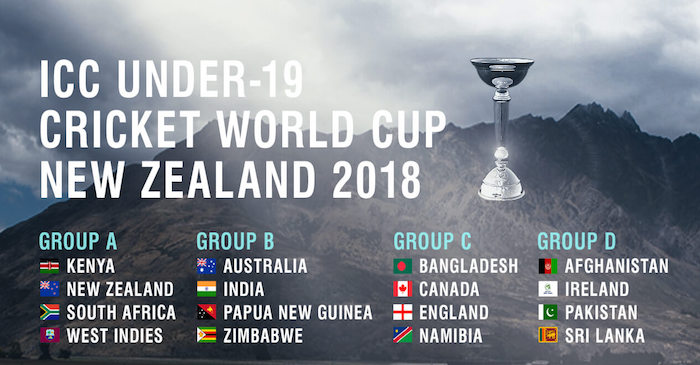 ICC UNDER-19
CRICKET WORLD CUP
NEW ZEALAND 2018
GROUP A
KENYA
NEW ZEALAND
SOUTH AFRICA
WEST INDIES
GROUP B
AUSTRALIA
INDIA
PAPUA NEW GUINEA
ZIMBABWE
GROUP C
BANGLADESH
CANADA
ENGLAND
NAMIBIA
GROUP D
AFGHANISTAN
IRELAND
PAKISTAN
SRI LANKA